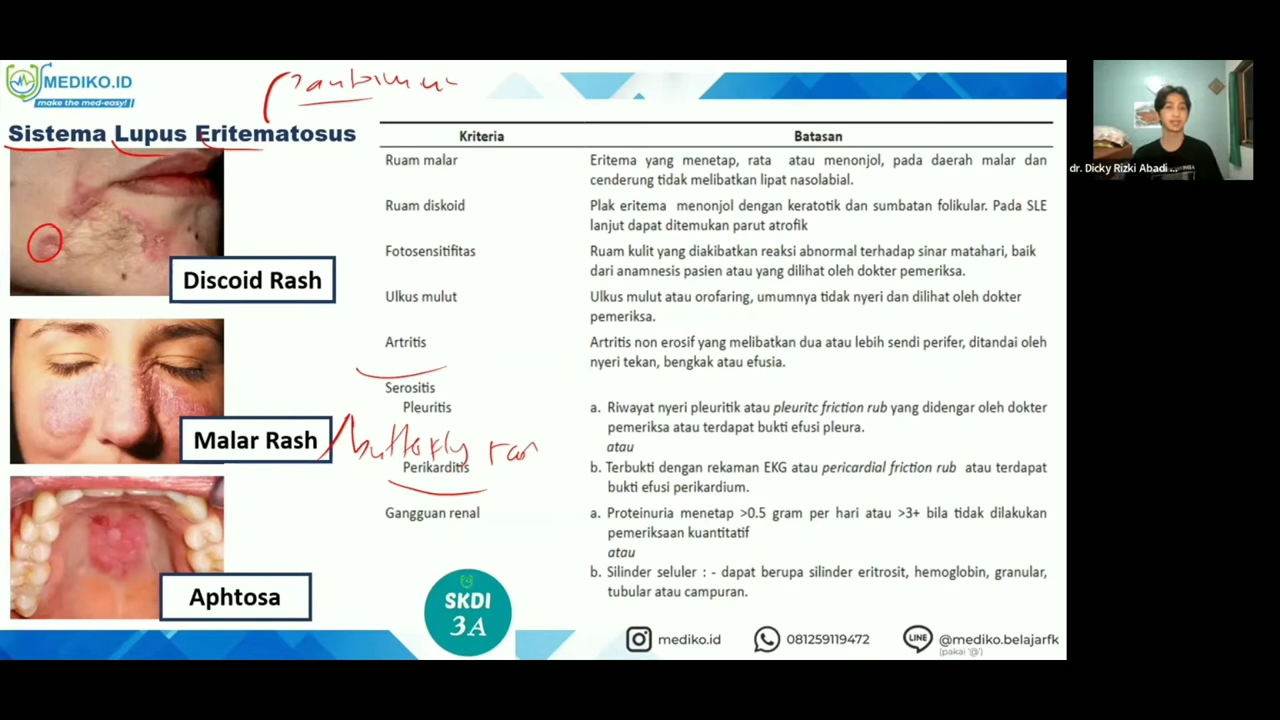 MEDIKO.ID
make the med-easy!
Sistema Lupus Eritematosus
Discoid Rash
Malar Rash
butterfly
Aphtosa
Kriteria Batasan
Ruam malar Eritema yang menetap, rata atau menonjol, pada daerah malar dan
cenderung tidak melibatkan lipat nasolabial.
Ruam diskoid Plak eritema menonjol dengan keratotik dan sumbatan folikular. Pada SLE
lanjut dapat ditemukan parut atrofik
Fotosensitifitas Ruam kulit yang diakibatkan reaksi abnormal terhadap sinar matahari, baik
dari anamnesis pasien atau yang dilihat oleh dokter pemeriksa.
Ulkus mulut Ulkus mulut atau orofaring, umumnya tidak nyeri dan dilihat oleh dokter
pemeriksa.
Artritis Artritis non erosif yang melibatkan dua atau lebih sendi perifer, ditandai oleh
nyeri tekan, bengkak atau efusia.
Serositis
Pleuritis a. Riwayat nyeri pleuritik atau pleuritc friction rub yang didengar oleh dokter
pemeriksa atau terdapat bukti efusi pleura.
atau
Perikarditis b. Terbukti dengan rekaman EKG atau pericardial friction rub atau terdapat
bukti efusi perikardium.
Gangguan renal a. Proteinuria menetap >0.5 gram per hari atau >3+ bila tidak dilakukan
pemeriksaan kuantitatif
atau
b. Silinder seluler : - dapat berupa silinder eritrosit, hemoglobin, granular,
tubular atau campuran.
SKDI
3A
mediko.id 081259119472 LINE @mediko.belajarfk
(pakai '@')
dr. Dicky Rizki Abadi ...